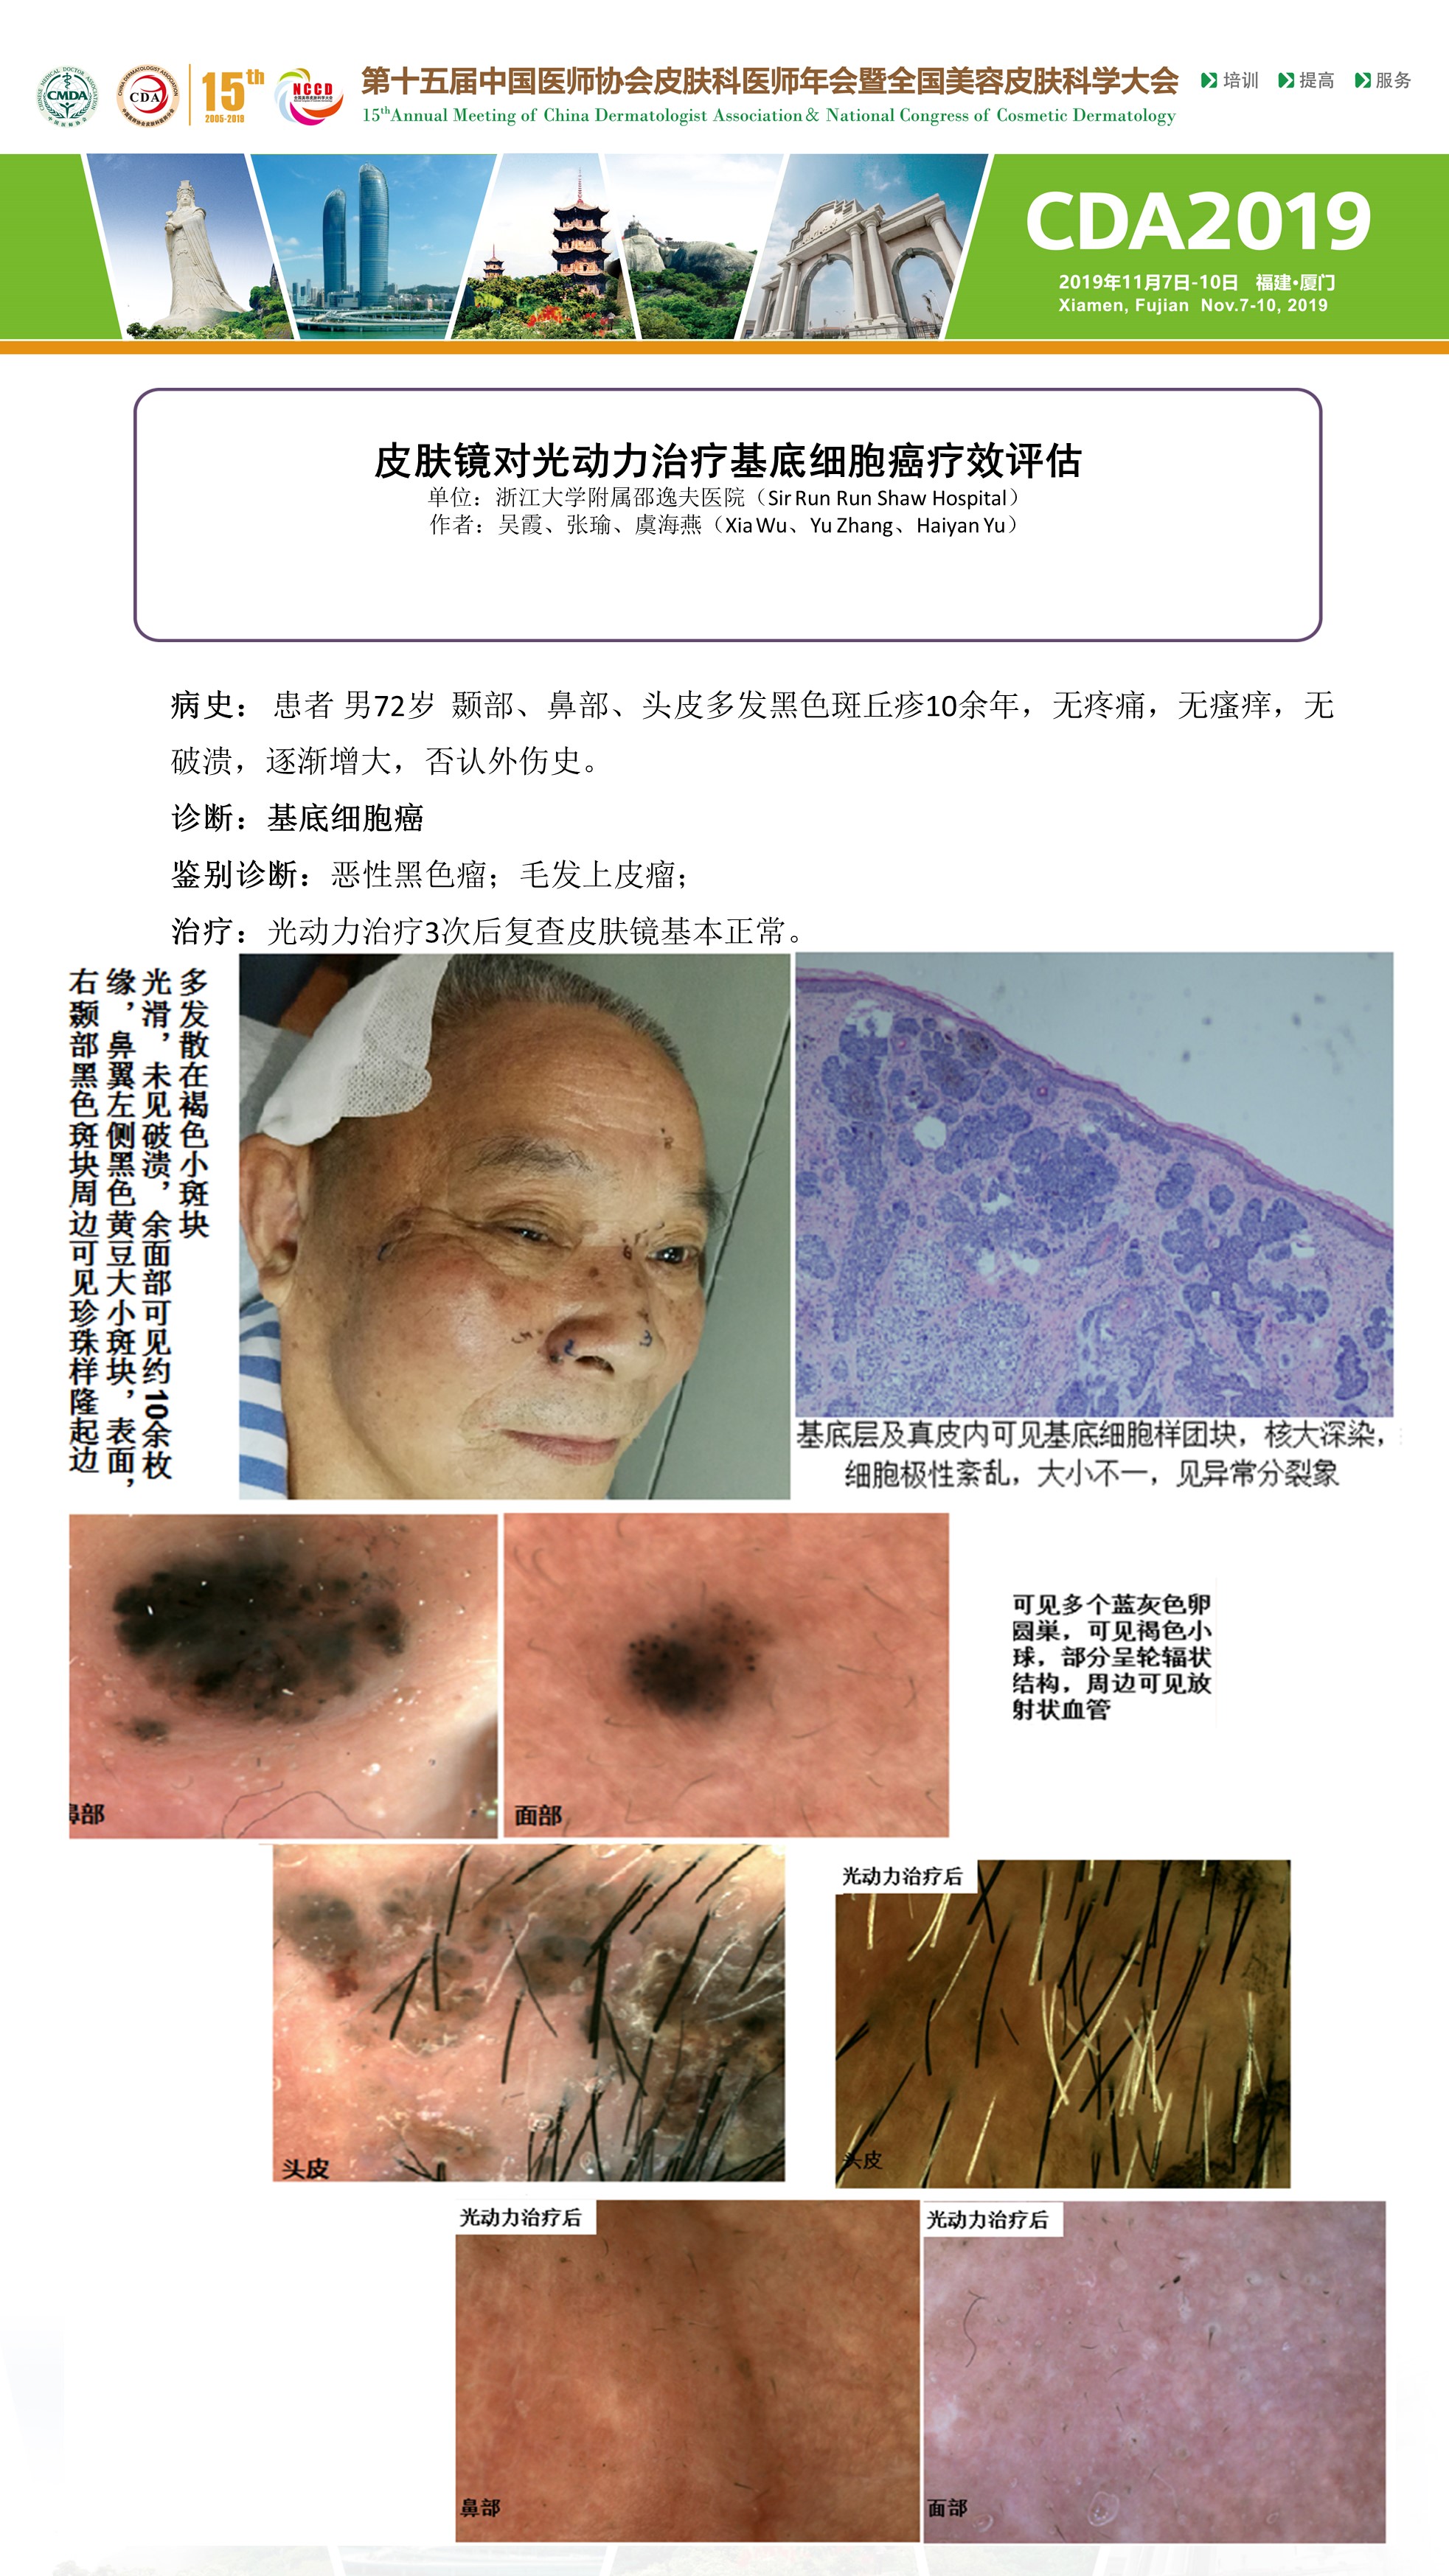 CHINESE MEDICAL DOCTOR ASSOCIATION
CMDA
中国医师协会
CHINA DERMATOLOGIST ASSOCIATION
CDA
15th
2005-2019
NCCD
第十五届中国医师协会皮肤科医师年会暨全国美容皮肤科学大会
15thAnnual Meeting of China Dermatologist Association & National Congress of Cosmetic Dermatology
培训 提高 服务
CDA2019
2019年11月7日-10日 福建·厦门
Xiamen, Fujian Nov.7-10, 2019
皮肤镜对光动力治疗基底细胞癌疗效评估
单位：浙江大学附属邵逸夫医院（Sir Run Run Shaw Hospital）
作者：吴霞、张瑜、虞海燕（Xia Wu、Yu Zhang、Haiyan Yu）
病史： 患者 男72岁 颞部、鼻部、头皮多发黑色斑丘疹10余年，无疼痛，无瘙痒，无
破溃，逐渐增大，否认外伤史。
诊断：基底细胞癌
鉴别诊断：恶性黑色瘤；毛发上皮瘤；
治疗：光动力治疗3次后复查皮肤镜基本正常。
右颞部黑色斑块周边可见珍珠样隆起边
缘，鼻翼左侧黑色黄豆大小斑块，表面，
光滑，未见破溃，余面部可见约10余枚
多发散在褐色小斑块
基底层及真皮内可见基底细胞样团块，核大深染，
细胞极性紊乱，大小不一，见异常分裂象
鼻部
面部
可见多个蓝灰色卵
圆巢，可见褐色小
球，部分呈轮辐状
结构，周边可见放
射状血管
头皮
光动力治疗后
头皮
光动力治疗后
鼻部
光动力治疗后
面部